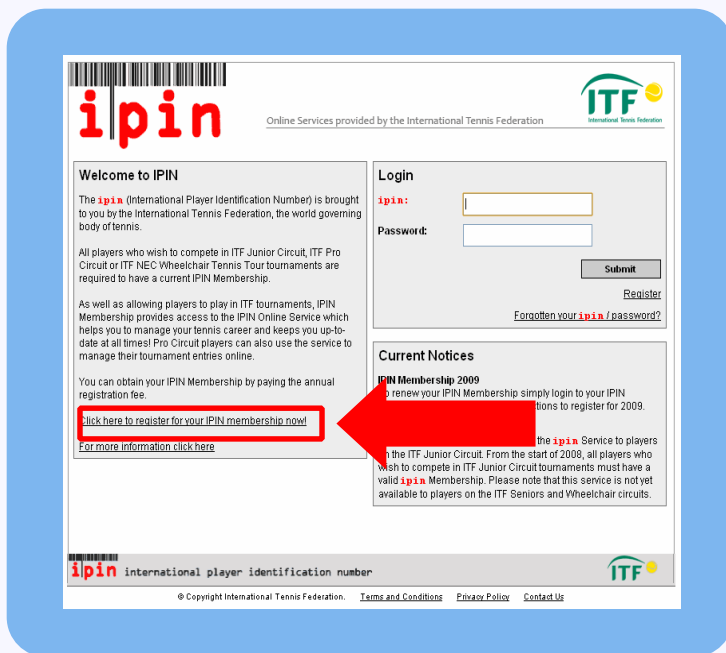 ipin
Online Services provided by the International Tennis Federation
ITF
International Tennis Federation
Welcome to IPIN
The ipin (International Player Identification Number) is brought
to you by the International Tennis Federation, the world governing
body of tennis.
All players who wish to compete in ITF Junior Circuit, ITF Pro
Circuit or ITF NEC Wheelchair Tennis Tour tournaments are
required to have a current IPIN Membership.
As well as allowing players to play in ITF tournaments, IPIN
Membership provides access to the IPIN Online Service which
helps you to manage your tennis career and keeps you up-to-
date at all times! Pro Circuit players can also use the service to
manage their tournament entries online.
You can obtain your IPIN Membership by paying the annual
registration fee.
Click here to register for your IPIN membership now!
For more information click here
Login
ipin:
Password:
Submit
Register
Forgotten your ipin / password?
Current Notices
IPIN Membership 2009
renew your IPIN Membership simply login to your IPIN
tions to register for 2009.
the ipin Service to players
the ITF Junior Circuit. From the start of 2008, all players who
wish to compete in ITF Junior Circuit tournaments must have a
valid ipin Membership. Please note that this service is not yet
available to players on the ITF Seniors and Wheelchair circuits.
ipin international player identification number
ITF
© Copyright International Tennis Federation. Terms and Conditions Privacy Policy Contact Us